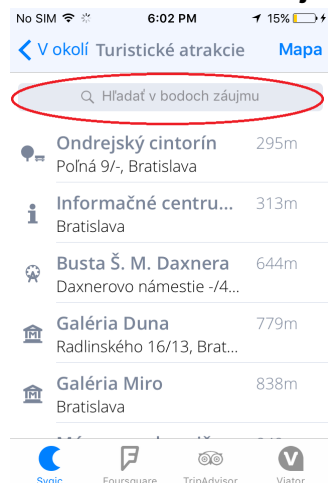 No SIM 6:02 PM 15%
V okolí Turistické atrakcie Mapa
Hľadať v bodoch záujmu
Ondrejský cintorín 295m
Poľná 9/-, Bratislava
Informačné centru... 313m
Bratislava
Busta Š. M. Daxnera 644m
Daxnerovo námestie -/4...
Galéria Duna 779m
Radlinského 16/13, Brat...
Galéria Miro 838m
Bratislava
Sygic Foursquare TripAdvisor Viator